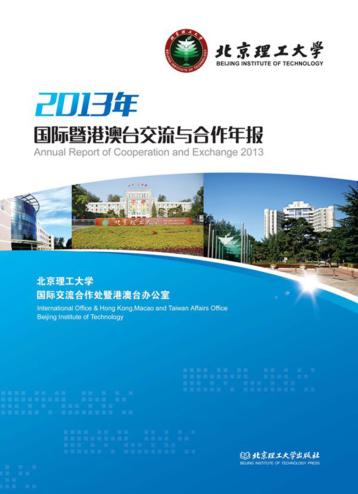 北京理工大学
BEIJING INSTITUTE OF TECHNOLOGY
2013年
国际暨港澳台交流与合作年报
Annual Report of Cooperation and Exchange 2013
北京理工大学
国际交流合作处暨港澳台办公室
International Office & Hong Kong,Macao and Taiwan Affairs Office
Beijing Institute of Technology
北京理工大学出版社
BEIJING INSTITUTE OF TECHNOLOGY PRESS